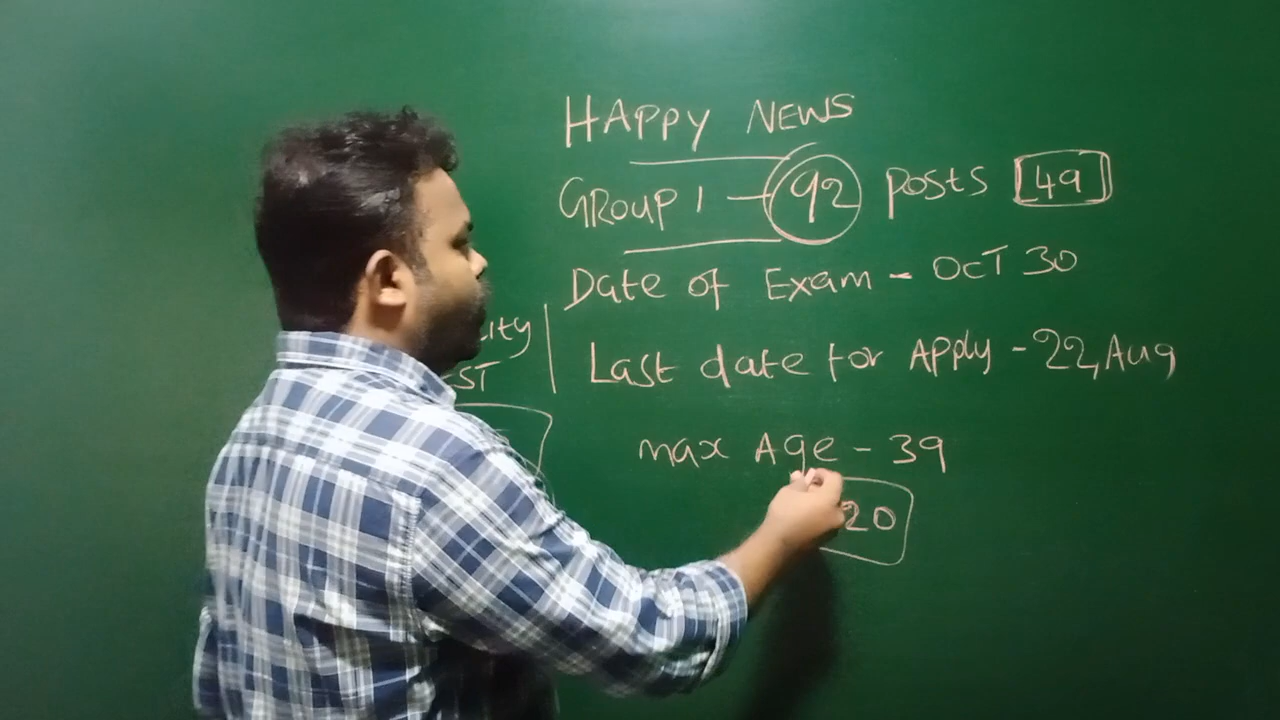 HAPPY NEWS
GROUP 1 - 92 posts 49
Date of Exam - OCT 30
Last date for Apply - 22 Aug
max Age - 39
20
ST